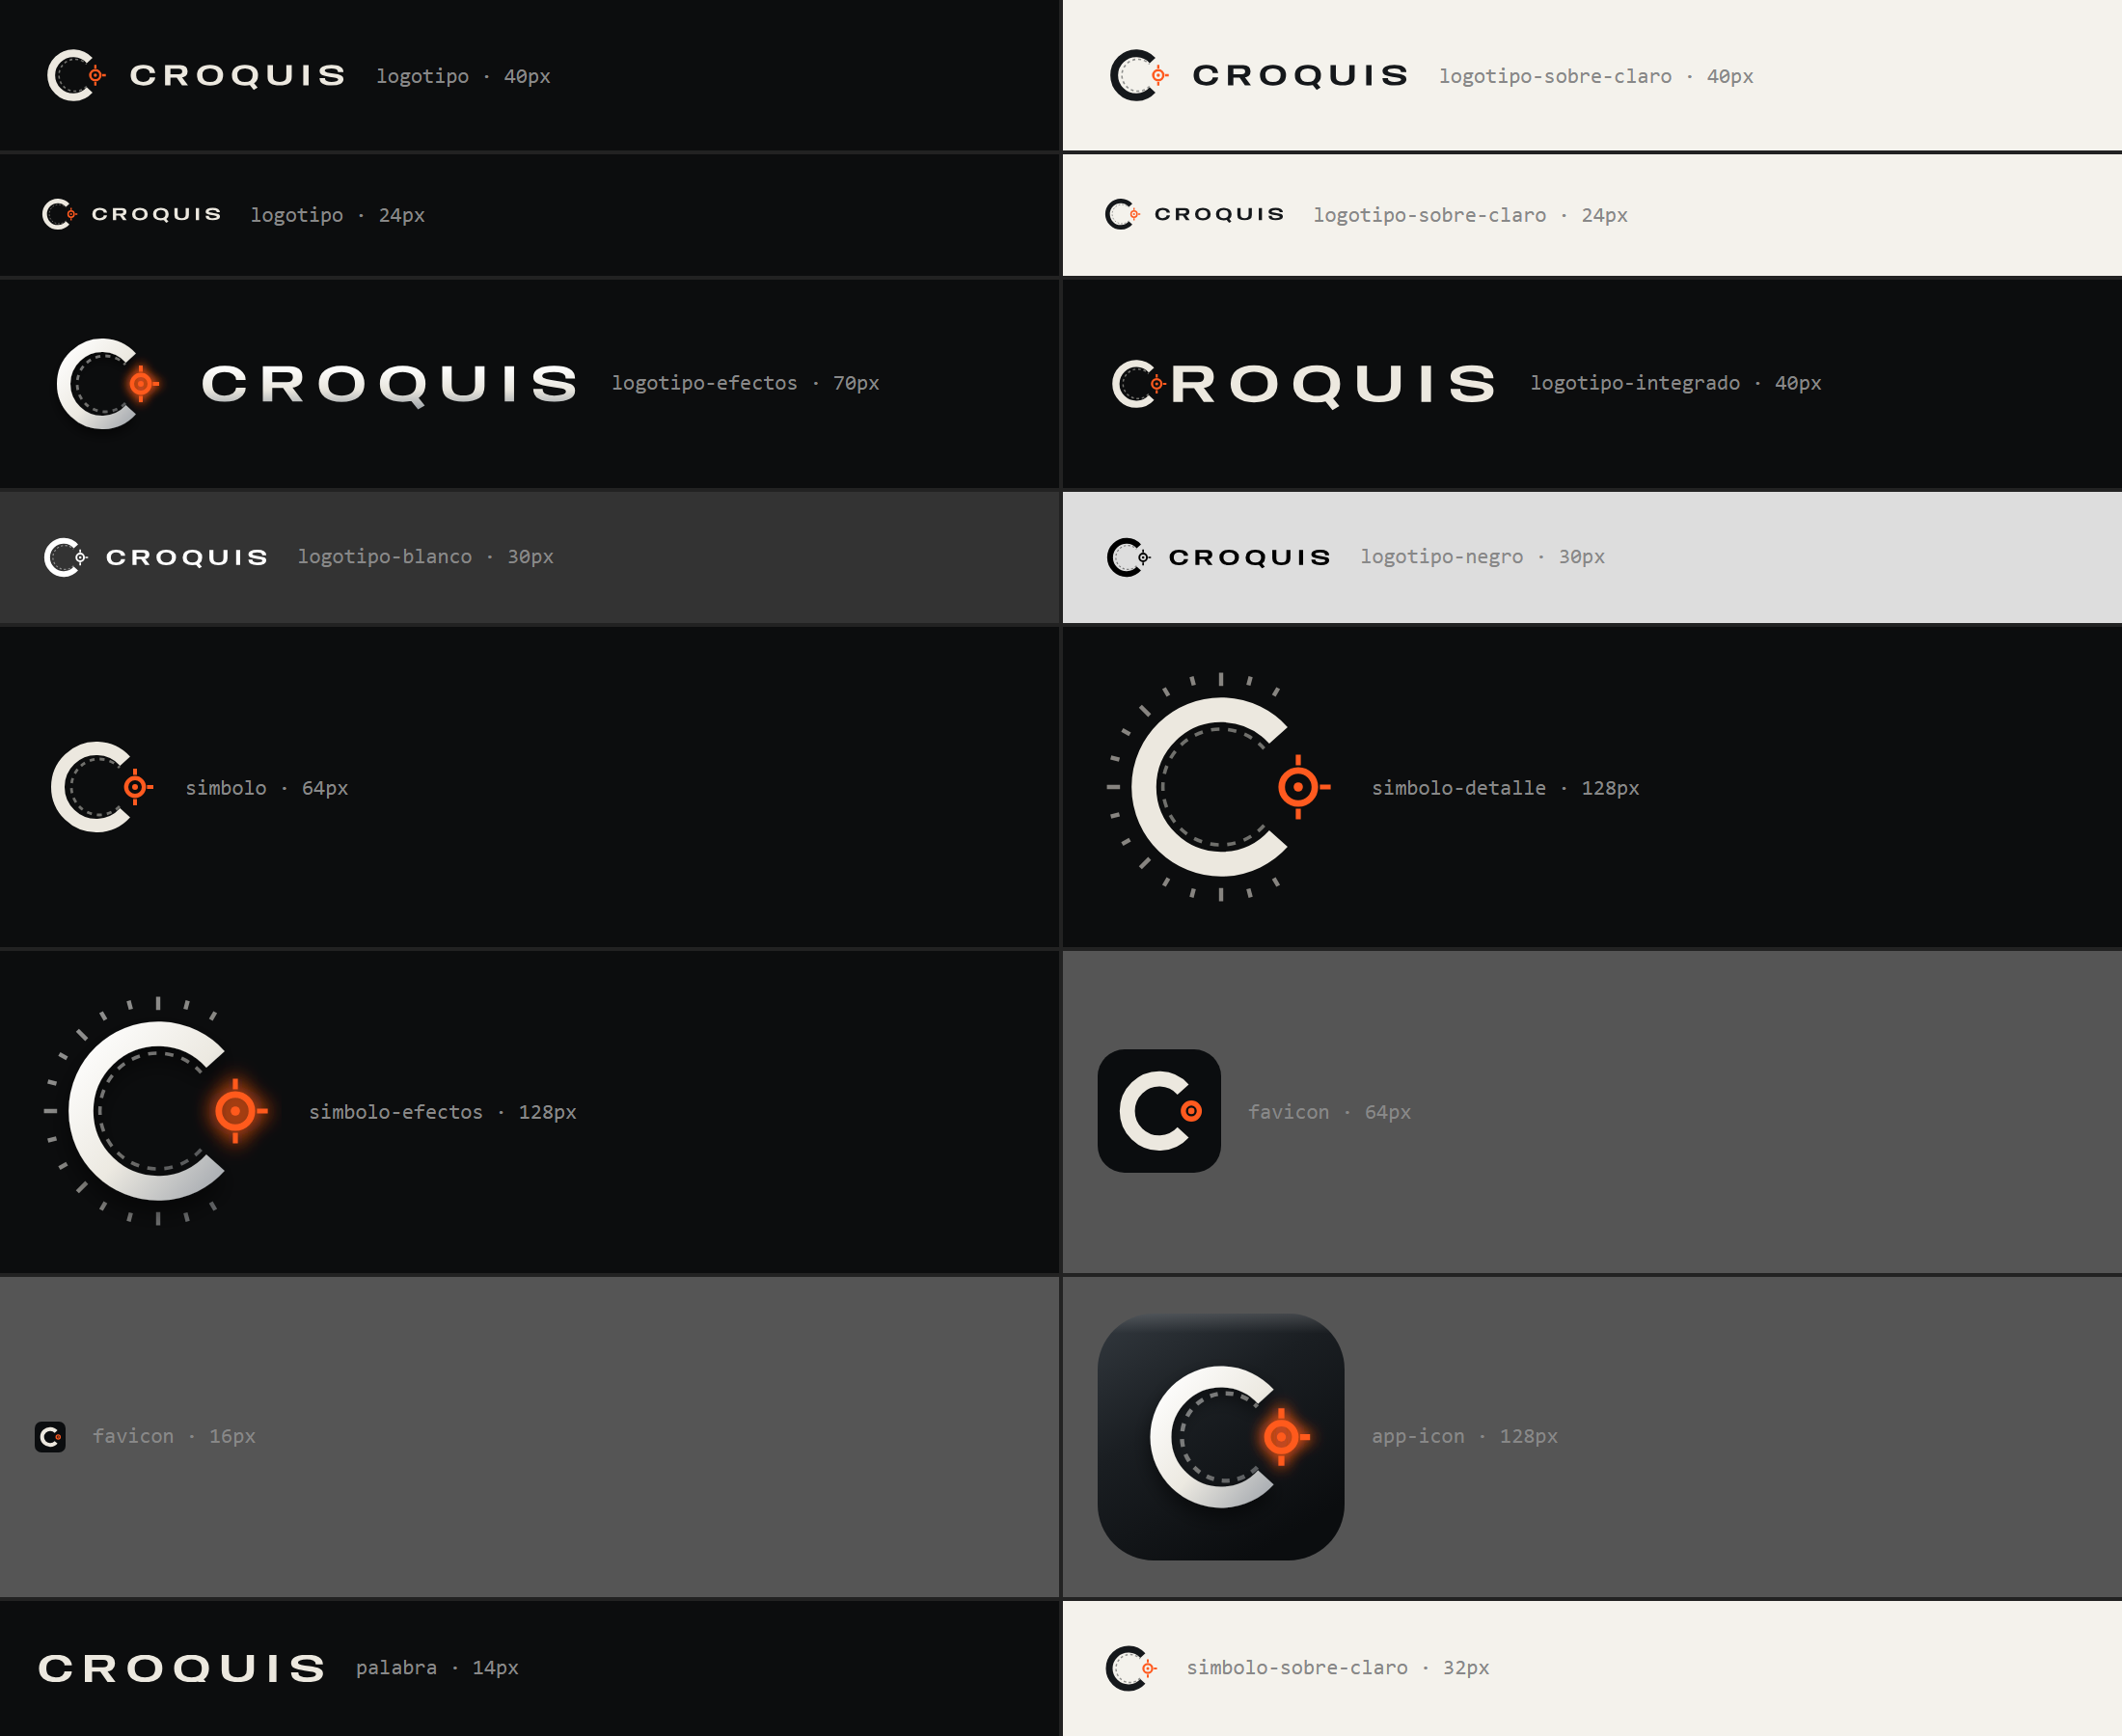 CROQUIS logotipo · 40px
CROQUIS logotipo-sobre-claro · 40px
CROQUIS logotipo · 24px
CROQUIS logotipo-sobre-claro · 24px
CROQUIS logotipo-efectos · 70px
CROQUIS logotipo-integrado · 40px
CROQUIS logotipo-blanco · 30px
CROQUIS logotipo-negro · 30px
simbolo · 64px
simbolo-detalle · 128px
simbolo-efectos · 128px
favicon · 64px
favicon · 16px
app-icon · 128px
CROQUIS palabra · 14px
simbolo-sobre-claro · 32px